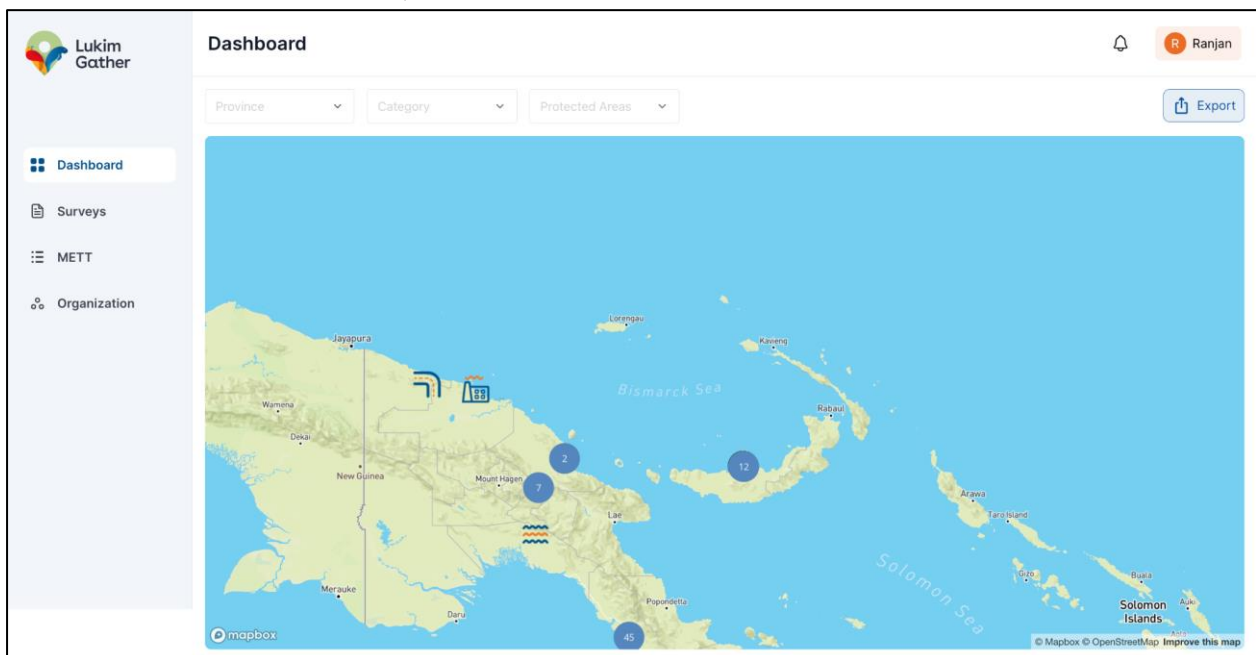 Lukim
Gather
Dashboard
R Ranjan
Province
Category
Protected Areas
Export
Dashboard
Surveys
METT
Organization
Lorengau
Kavieng
Jayapura
Bismarck Sea
Wamena
Rabaul
Dekai
2
12
New Guinea
Mount Hagen
7
Arawa
Lae
Taro Island
Solomon Sea
Gizo
Buala
Merauke
Popondetta
Solomon
Islands
Auki
Daru
45
mapbox
© Mapbox © OpenStreetMap Improve this map